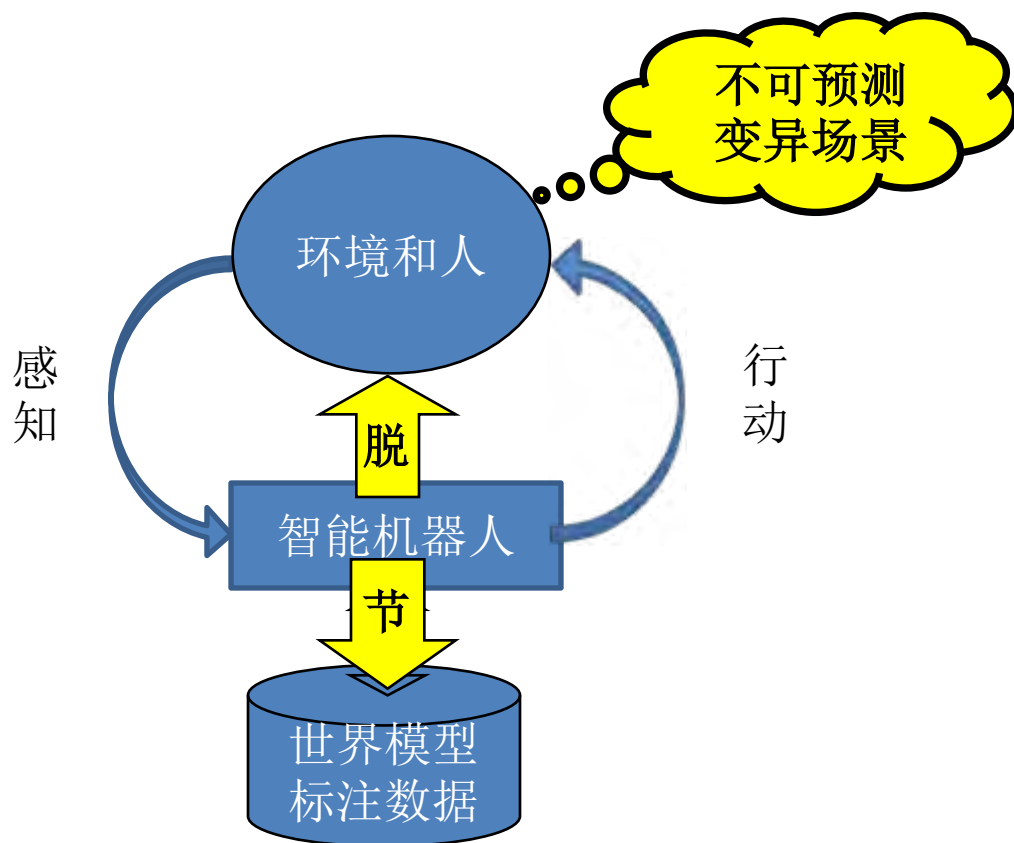 不可预测
变异场景
环境和人
感
知
行
动
脱
智能机器人
节
世界模型
标注数据